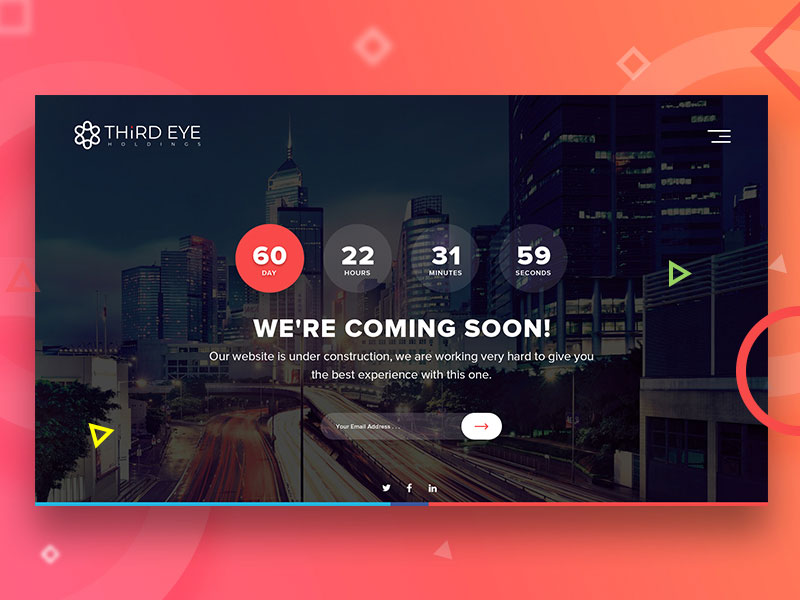 THiRD EYE
HOLDINGS
60 22 31 59
DAY HOURS MINUTES SECONDS
WE'RE COMING SOON!
Our website is under construction, we are working very hard to give you
the best experience with this one.
Your Email Address . . .